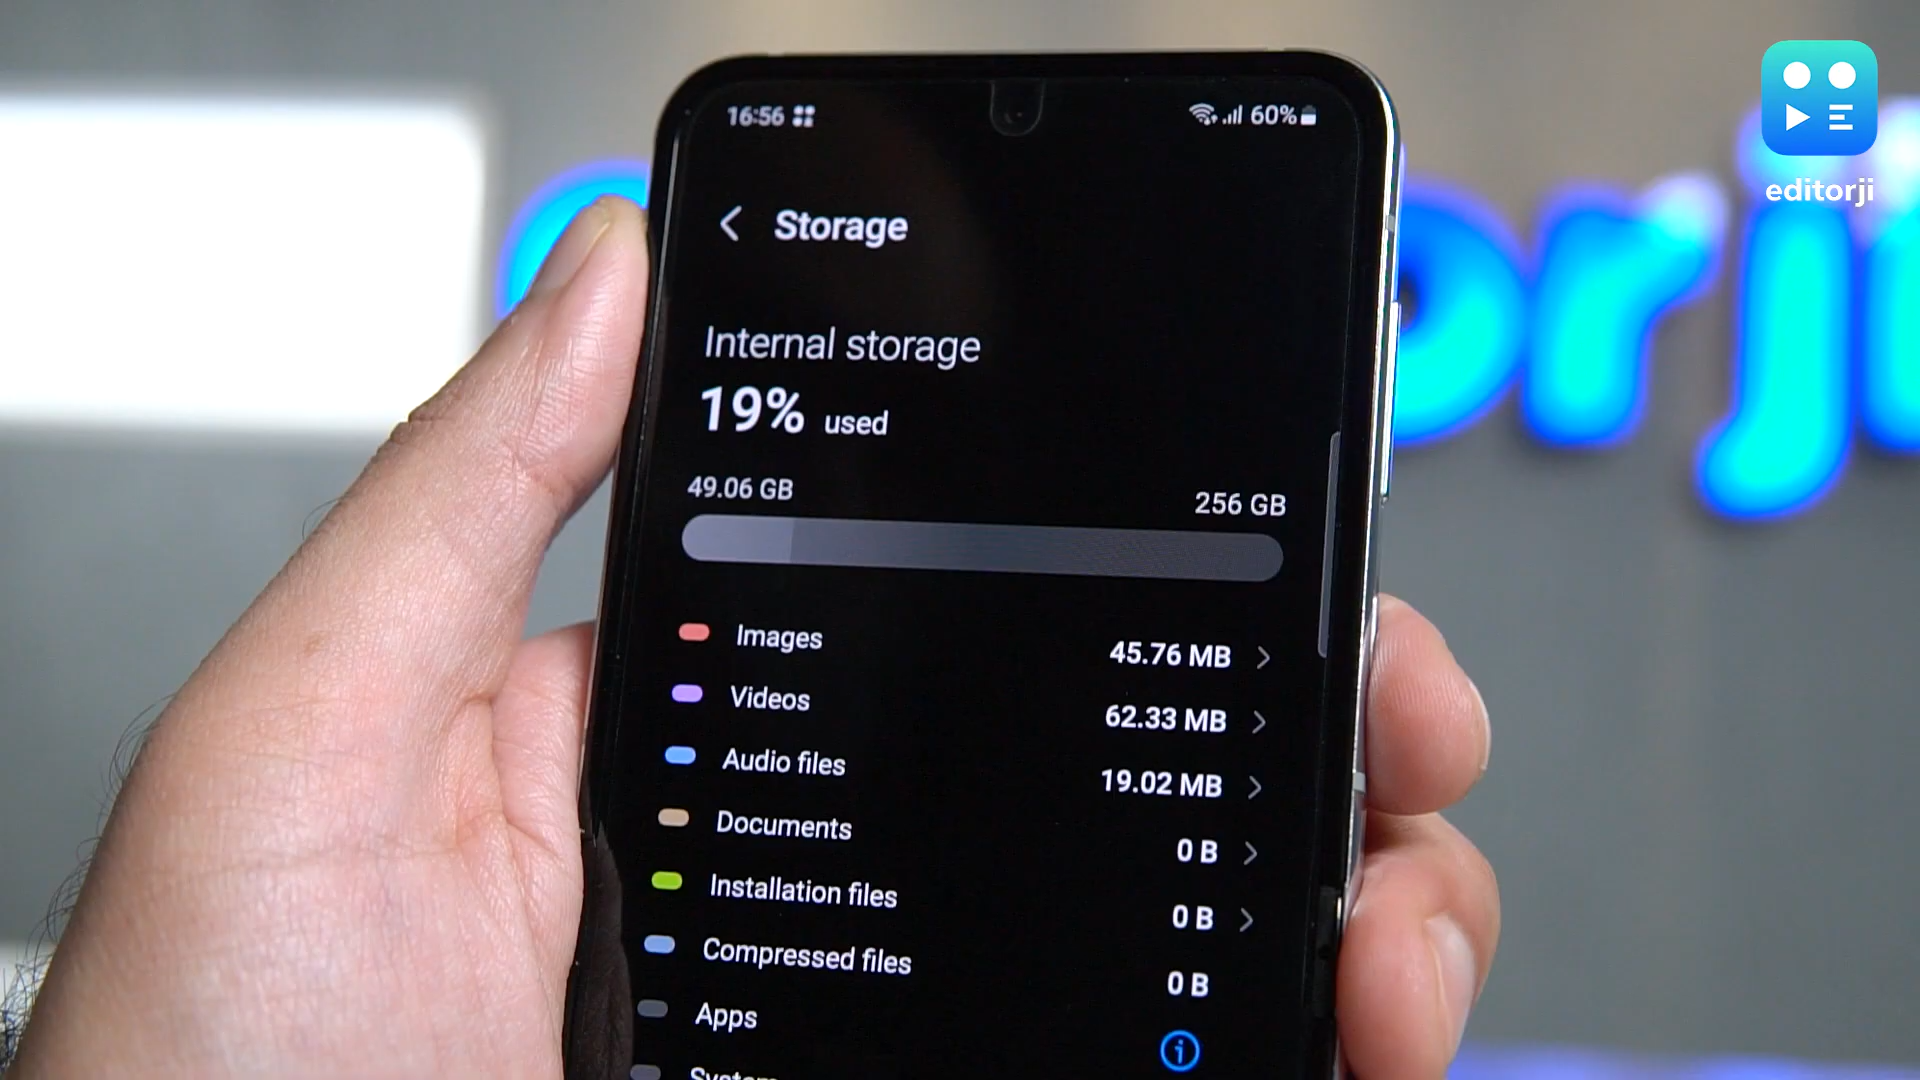 editorji
16:56
60%
Storage
Internal storage
19% used
49.06 GB
256 GB
Images 45.76 MB
Videos 62.33 MB
Audio files 19.02 MB
Documents 0 B
Installation files 0 B
Compressed files 0 B
Apps
orji